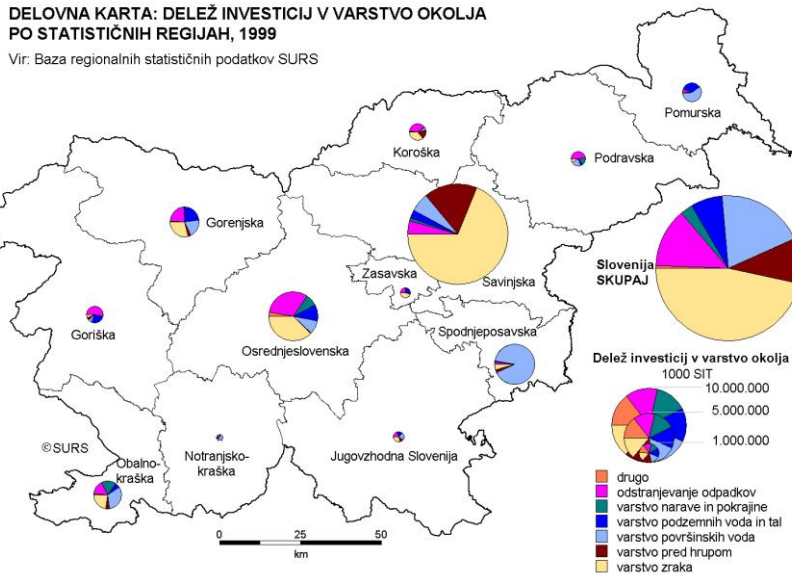 DELOVNA KARTA: DELEŽ INVESTICIJ V VARSTVO OKOLJA
PO STATISTIČNIH REGIJAH, 1999
Vir: Baza regionalnih statističnih podatkov SURS
Pomurska
Koroška
Podravska
Gorenjska
Savinjska
Zasavska
Slovenija
SKUPAJ
Goriška
Osrednjeslovenska
Spodnjeposavska
Delež investicij v varstvo okolja
1000 SIT
10.000.000
5.000.000
1.000.000
©SURS
Obalno-
kraška
Notranjsko-
kraška
Jugovzhodna Slovenija
0 25 50
km
drugo
odstranjevanje odpadkov
varstvo narave in pokrajine
varstvo podzemnih voda in tal
varstvo površinskih voda
varstvo pred hrupom
varstvo zraka